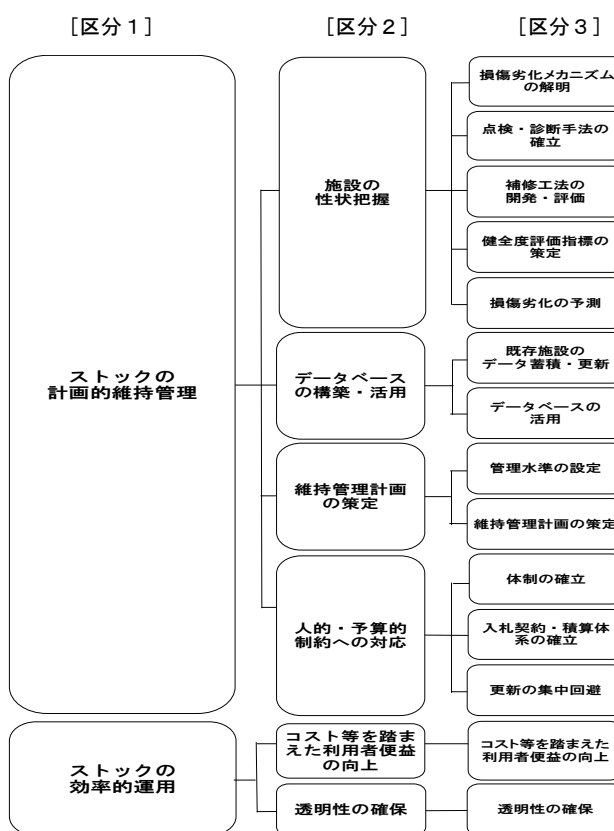 ［区分１］
［区分２］
［区分３］
ストックの
計画的維持管理
施設の
性状把握
損傷劣化メカニズム
の解明
点検・診断手法の
確立
補修工法の
開発・評価
健全度評価指標の
策定
損傷劣化の予測
データベース
の構築・活用
既存施設の
データ蓄積・更新
データベースの
活用
維持管理計画
の策定
管理水準の設定
維持管理計画の策定
人的・予算的
制約への対応
体制の確立
入札契約・積算体
系の確立
更新の集中回避
ストックの
効率的運用
コスト等を踏ま
えた利用者便益
の向上
コスト等を踏まえた
利用者便益の向上
透明性の確保
透明性の確保